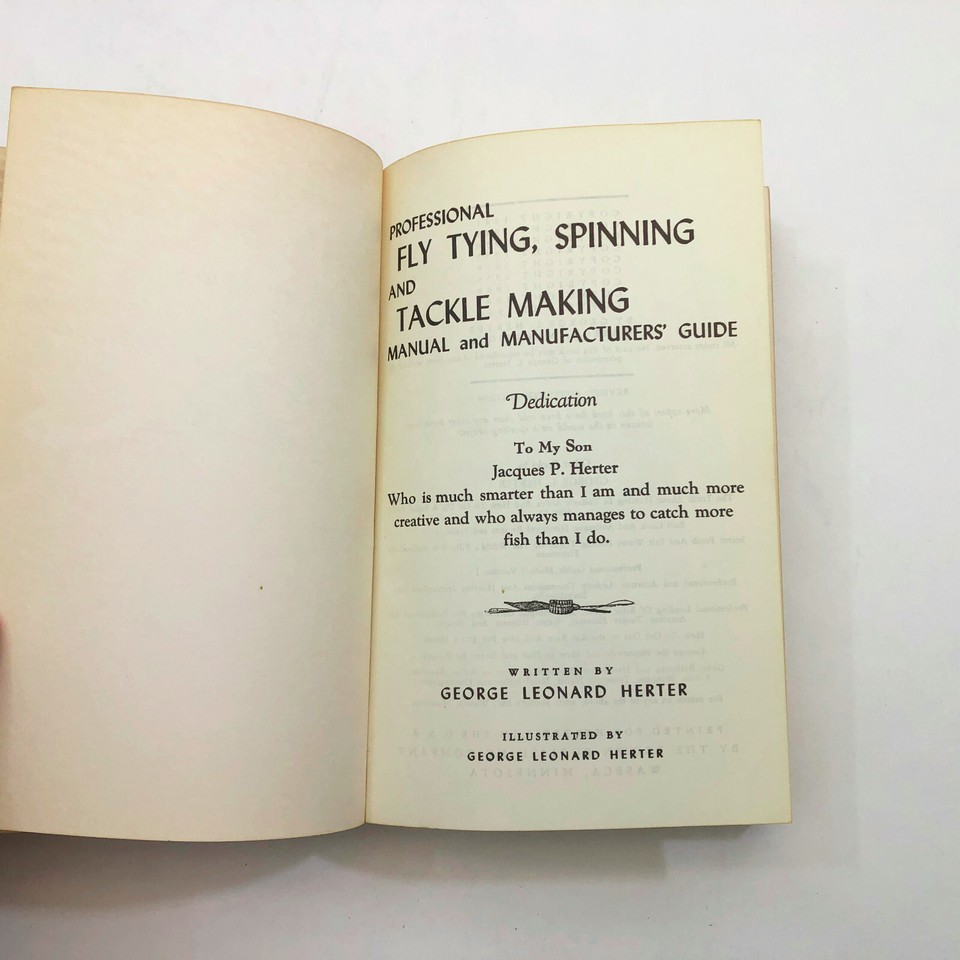 PROFESSIONAL
FLY TYING, SPINNING
AND
TACKLE MAKING
MANUAL and MANUFACTURERS' GUIDE
Dedication
To My Son
Jacques P. Herter
Who is much smarter than I am and much more
creative and who always manages to catch more
fish than I do.
WRITTEN BY
GEORGE LEONARD HERTER
ILLUSTRATED BY
GEORGE LEONARD HERTER